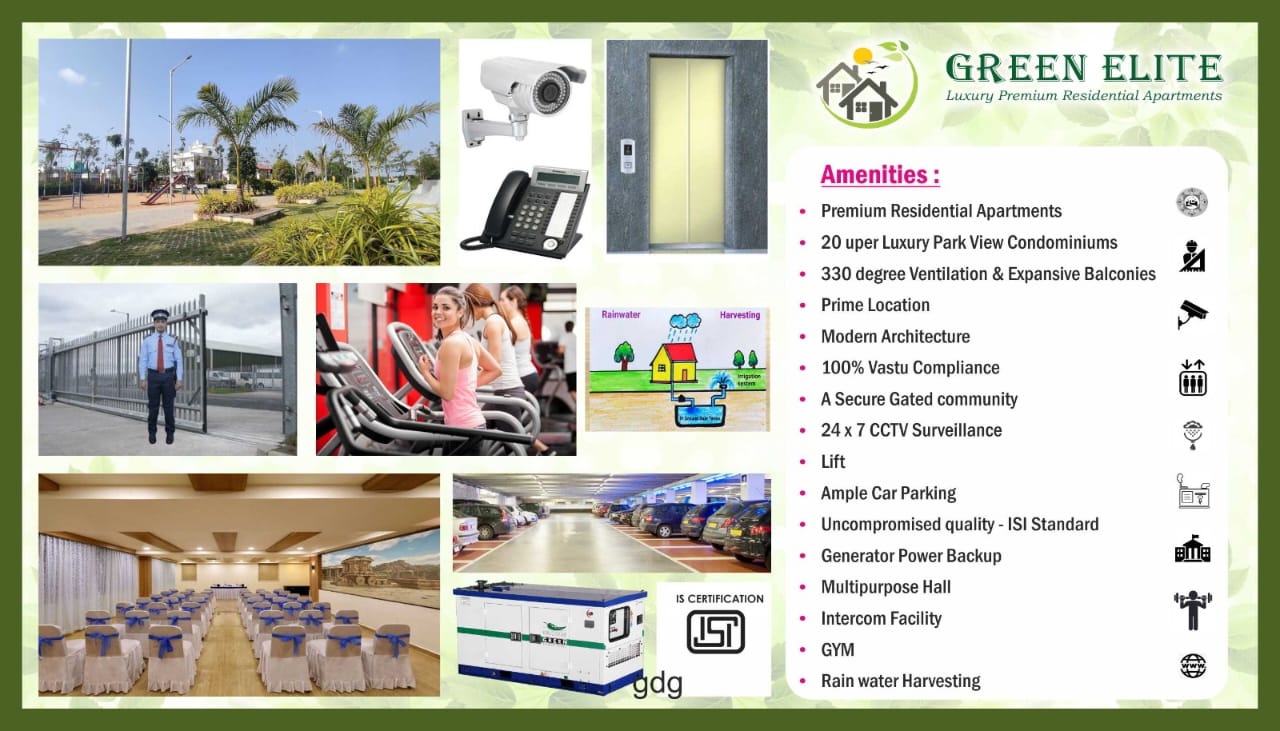 GREEN ELITE
Luxury Premium Residential Apartments
Rainwater Harvesting
Irrigation
system
IS CERTIFICATION
ISI
GREEN
gdg
Amenities :
Premium Residential Apartments
20 uper Luxury Park View Condominiums
330 degree Ventilation & Expansive Balconies
Prime Location
Modern Architecture
100% Vastu Compliance
A Secure Gated community
24 x 7 CCTV Surveillance
Lift
Ample Car Parking
Uncompromised quality - ISI Standard
Generator Power Backup
Multipurpose Hall
Intercom Facility
GYM
Rain water Harvesting
www